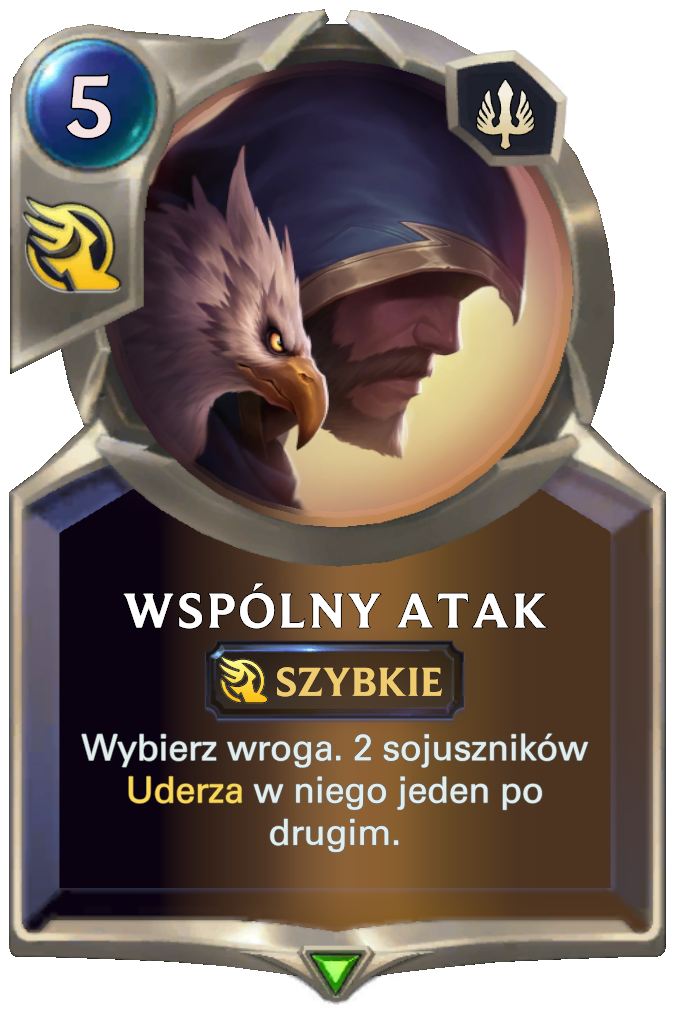 5
WSPÓLNY ATAK
SZYBKIE
Wybierz wroga. 2 sojuszników
Uderza w niego jeden po
drugim.